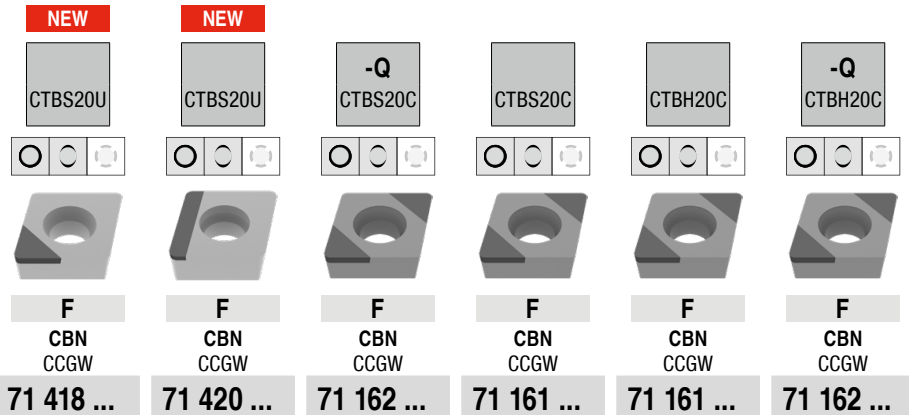 NEW NEW
-Q -Q
CTBS20U CTBS20U CTBS20C CTBS20C CTBH20C CTBH20C
F F F F F F
CBN CBN CBN CBN CBN CBN
CCGW CCGW CCGW CCGW CCGW CCGW
71 418 ... 71 420 ... 71 162 ... 71 161 ... 71 161 ... 71 162 ...